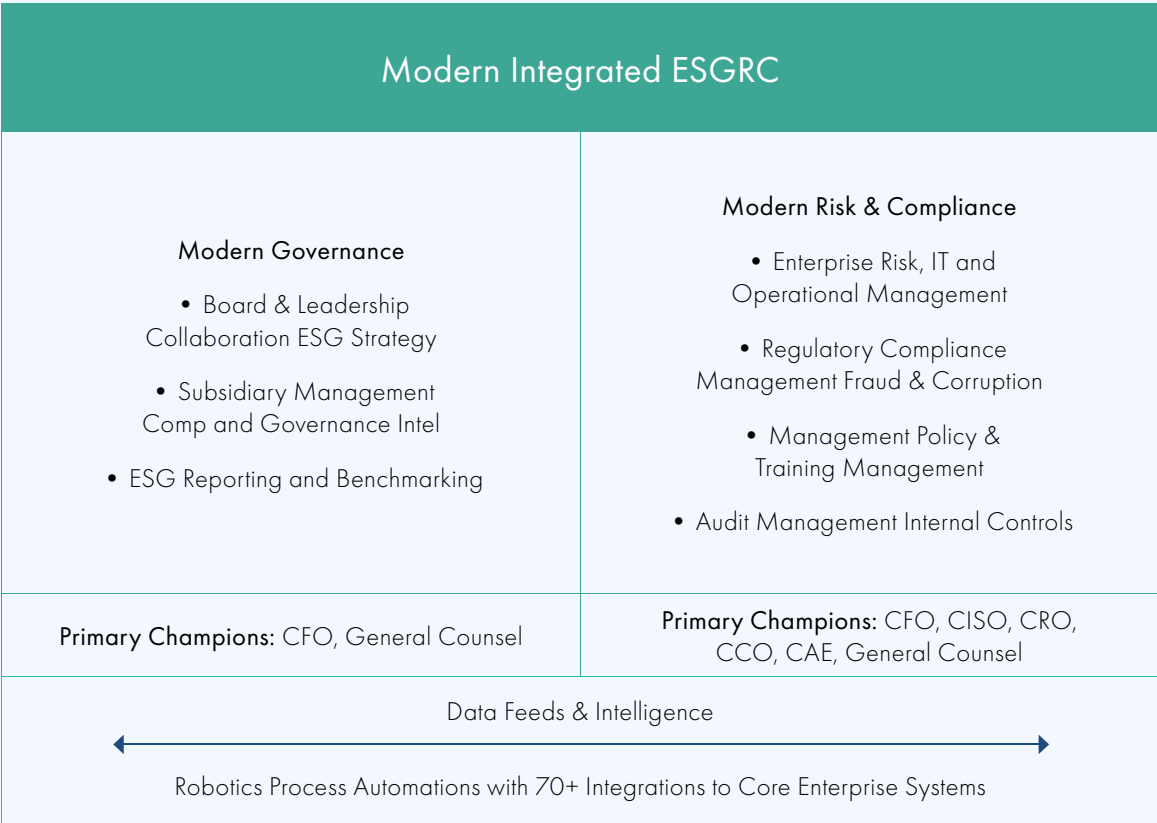 Modern Integrated ESGRC
Modern Governance
• Board & Leadership
Collaboration ESG Strategy
• Subsidiary Management
Comp and Governance Intel
• ESG Reporting and Benchmarking
Modern Risk & Compliance
• Enterprise Risk, IT and
Operational Management
• Regulatory Compliance
Management Fraud & Corruption
• Management Policy &
Training Management
• Audit Management Internal Controls
Primary Champions: CFO, General Counsel
Primary Champions: CFO, CISO, CRO,
CCO, CAE, General Counsel
Data Feeds & Intelligence
Robotics Process Automations with 70+ Integrations to Core Enterprise Systems